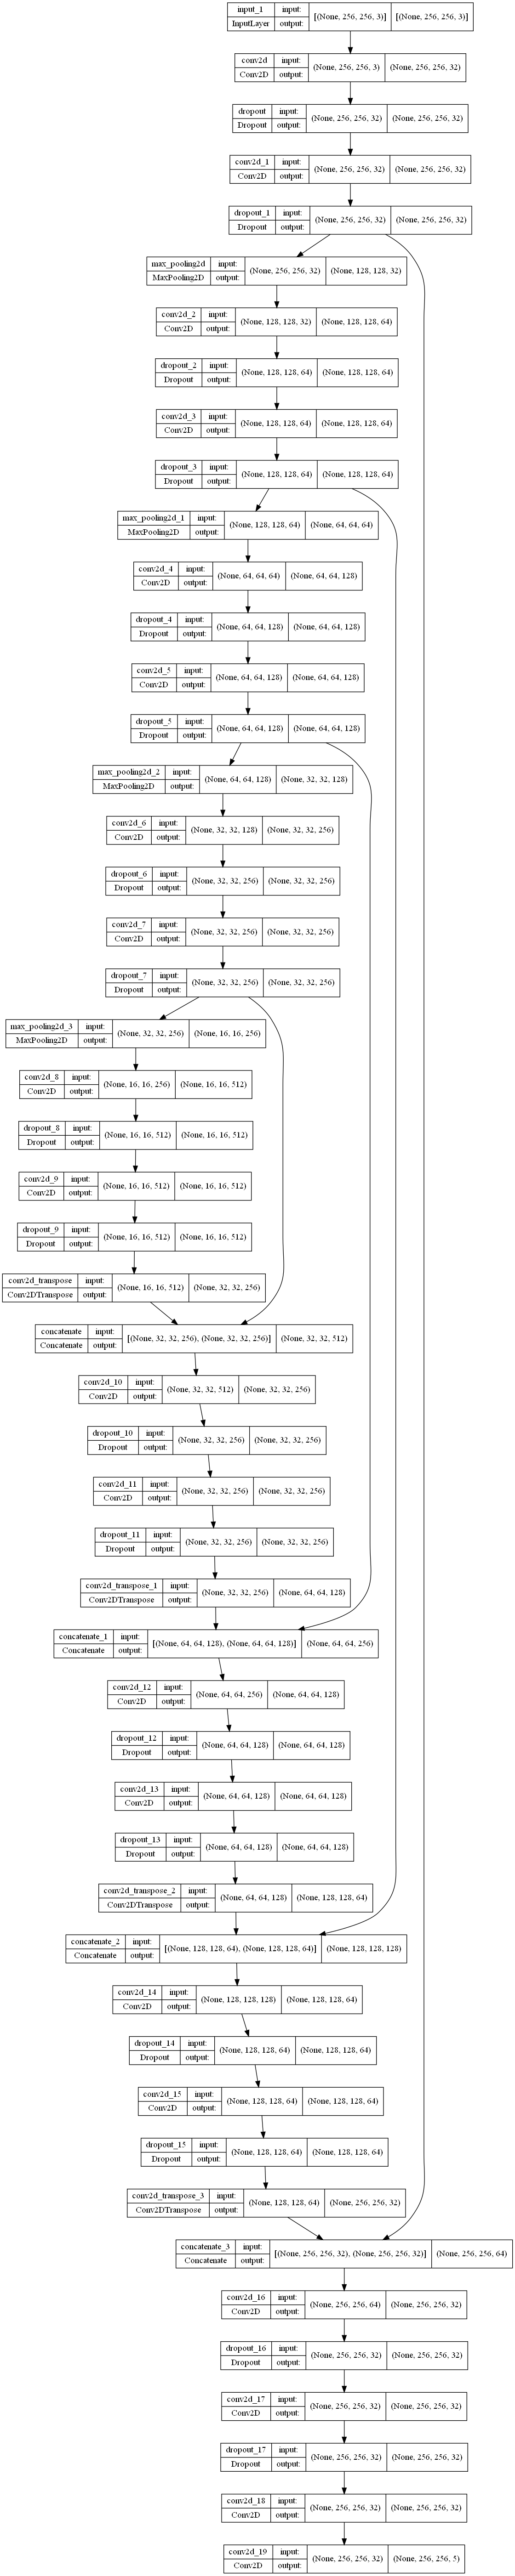 input_1 input: [(None, 256, 256, 3)] [(None, 256, 256, 3)]
InputLayer output:
conv2d input: (None, 256, 256, 3) (None, 256, 256, 32)
Conv2D output:
dropout input: (None, 256, 256, 32) (None, 256, 256, 32)
Dropout output:
conv2d_1 input: (None, 256, 256, 32) (None, 256, 256, 32)
Conv2D output:
dropout_1 input: (None, 256, 256, 32) (None, 256, 256, 32)
Dropout output:
max_pooling2d input: (None, 256, 256, 32) (None, 128, 128, 32)
MaxPooling2D output:
conv2d_2 input: (None, 128, 128, 32) (None, 128, 128, 64)
Conv2D output:
dropout_2 input: (None, 128, 128, 64) (None, 128, 128, 64)
Dropout output:
conv2d_3 input: (None, 128, 128, 64) (None, 128, 128, 64)
Conv2D output:
dropout_3 input: (None, 128, 128, 64) (None, 128, 128, 64)
Dropout output:
max_pooling2d_1 input: (None, 128, 128, 64) (None, 64, 64, 64)
MaxPooling2D output:
conv2d_4 input: (None, 64, 64, 64) (None, 64, 64, 128)
Conv2D output:
dropout_4 input: (None, 64, 64, 128) (None, 64, 64, 128)
Dropout output:
conv2d_5 input: (None, 64, 64, 128) (None, 64, 64, 128)
Conv2D output:
dropout_5 input: (None, 64, 64, 128) (None, 64, 64, 128)
Dropout output:
max_pooling2d_2 input: (None, 64, 64, 128) (None, 32, 32, 128)
MaxPooling2D output:
conv2d_6 input: (None, 32, 32, 128) (None, 32, 32, 256)
Conv2D output:
dropout_6 input: (None, 32, 32, 256) (None, 32, 32, 256)
Dropout output:
conv2d_7 input: (None, 32, 32, 256) (None, 32, 32, 256)
Conv2D output:
dropout_7 input: (None, 32, 32, 256) (None, 32, 32, 256)
Dropout output:
max_pooling2d_3 input: (None, 32, 32, 256) (None, 16, 16, 256)
MaxPooling2D output:
conv2d_8 input: (None, 16, 16, 256) (None, 16, 16, 512)
Conv2D output:
dropout_8 input: (None, 16, 16, 512) (None, 16, 16, 512)
Dropout output:
conv2d_9 input: (None, 16, 16, 512) (None, 16, 16, 512)
Conv2D output:
dropout_9 input: (None, 16, 16, 512) (None, 16, 16, 512)
Dropout output:
conv2d_transpose input: (None, 16, 16, 512) (None, 32, 32, 256)
Conv2DTranspose output:
concatenate input: [(None, 32, 32, 256), (None, 32, 32, 256)] (None, 32, 32, 512)
Concatenate output:
conv2d_10 input: (None, 32, 32, 512) (None, 32, 32, 256)
Conv2D output:
dropout_10 input: (None, 32, 32, 256) (None, 32, 32, 256)
Dropout output:
conv2d_11 input: (None, 32, 32, 256) (None, 32, 32, 256)
Conv2D output:
dropout_11 input: (None, 32, 32, 256) (None, 32, 32, 256)
Dropout output:
conv2d_transpose_1 input: (None, 32, 32, 256) (None, 64, 64, 128)
Conv2DTranspose output:
concatenate_1 input: [(None, 64, 64, 128), (None, 64, 64, 128)] (None, 64, 64, 256)
Concatenate output:
conv2d_12 input: (None, 64, 64, 256) (None, 64, 64, 128)
Conv2D output:
dropout_12 input: (None, 64, 64, 128) (None, 64, 64, 128)
Dropout output:
conv2d_13 input: (None, 64, 64, 128) (None, 64, 64, 128)
Conv2D output:
dropout_13 input: (None, 64, 64, 128) (None, 64, 64, 128)
Dropout output:
conv2d_transpose_2 input: (None, 64, 64, 128) (None, 128, 128, 64)
Conv2DTranspose output:
concatenate_2 input: [(None, 128, 128, 64), (None, 128, 128, 64)] (None, 128, 128, 128)
Concatenate output:
conv2d_14 input: (None, 128, 128, 128) (None, 128, 128, 64)
Conv2D output:
dropout_14 input: (None, 128, 128, 64) (None, 128, 128, 64)
Dropout output:
conv2d_15 input: (None, 128, 128, 64) (None, 128, 128, 64)
Conv2D output:
dropout_15 input: (None, 128, 128, 64) (None, 128, 128, 64)
Dropout output:
conv2d_transpose_3 input: (None, 128, 128, 64) (None, 256, 256, 32)
Conv2DTranspose output:
concatenate_3 input: [(None, 256, 256, 32), (None, 256, 256, 32)] (None, 256, 256, 64)
Concatenate output:
conv2d_16 input: (None, 256, 256, 64) (None, 256, 256, 32)
Conv2D output:
dropout_16 input: (None, 256, 256, 32) (None, 256, 256, 32)
Dropout output:
conv2d_17 input: (None, 256, 256, 32) (None, 256, 256, 32)
Conv2D output:
dropout_17 input: (None, 256, 256, 32) (None, 256, 256, 32)
Dropout output:
conv2d_18 input: (None, 256, 256, 32) (None, 256, 256, 32)
Conv2D output:
conv2d_19 input: (None, 256, 256, 32) (None, 256, 256, 5)
Conv2D output: